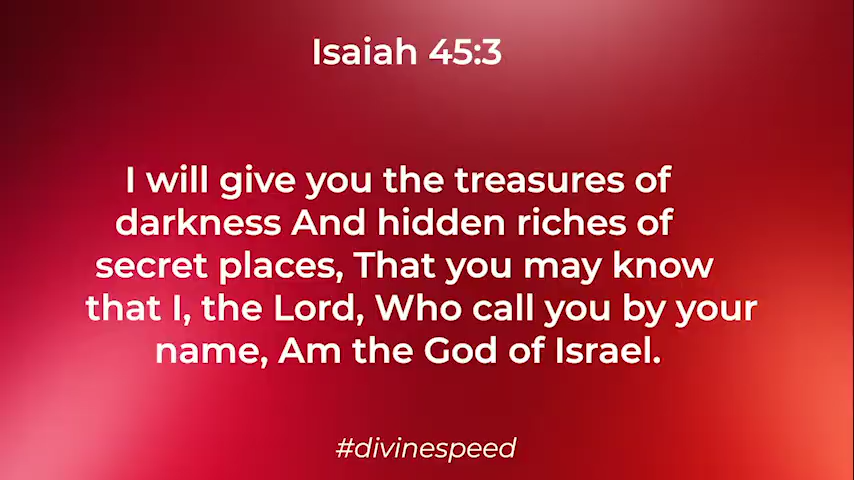 Isaiah 45:3
I will give you the treasures of
darkness And hidden riches of
secret places, That you may know
that I, the Lord, Who call you by your
name, Am the God of Israel.
#divinespeed